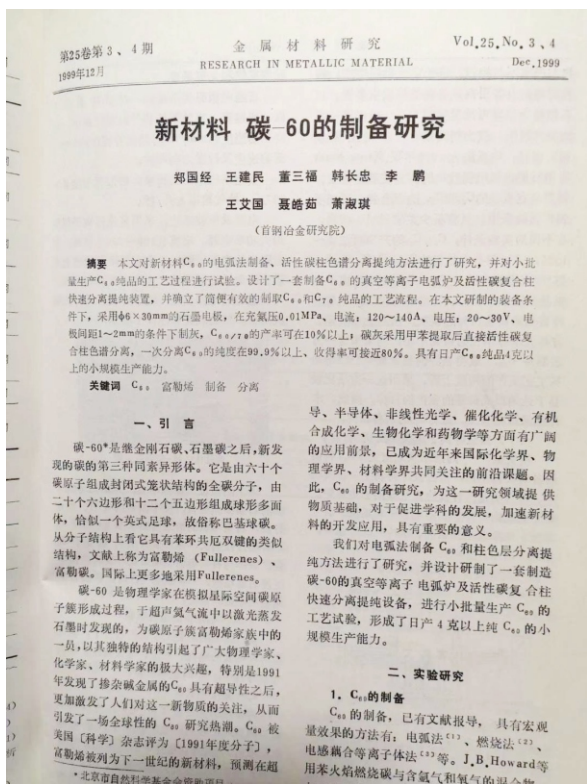 第25卷第3、4期
1999年12月
金属材料研究
RESEARCH IN METALLIC MATERIAL
Vol.25,No.3、4
Dec,1999
新材料 碳-60的制备研究
郑国经 王建民 董三福 韩长忠 李鹏
王艾国 聂皓茹 萧淑琪
(首钢冶金研究院)
摘要 本文对新材料C₆₀的电弧法制备、活性碳柱色谱分离提纯方法进行了研究,并对小批
量生产C₆₀纯品的工艺过程进行试验。设计了一套制备C₆₀的真空等离子电弧炉及活性碳复合柱
快速分离提纯装置,并确立了简便有效的制取C₆₀和C₇₀纯品的工艺流程。在本文研制的装备条
件下,采用φ6×30mm的石墨电极,在充氦压0.01MPa、电流:120~140A、电压:20~30V、电
极间距1~2mm的条件下制灰,C₆₀/₇₀的产率可在10%以上;碳灰采用甲苯提取后直接活性碳复
合柱色谱分离,一次分离C₆₀的纯度在99.9%以上、收得率可接近80%。具有日产C₆₀纯品4克以
上的小规模生产能力。
关键词 C₆₀ 富勒烯 制备 分离
一、引言
碳-60*是继金刚石碳、石墨碳之后,新发
现的碳的第三种同素异形体。它是由六十个
碳原子组成封闭式笼状结构的全碳分子,由
二十个六边形和十二个五边形组成球形多面
体,恰似一个英式足球,故俗称巴基球碳。
从分子结构上看它具有苯环共厄双键的类似
结构,文献上称为富勒烯(Fullerenes)、
富勒碳。国际上更多地采用Fullerenes。
碳-60 是物理学家在模拟星际空间碳原
子簇形成过程,于超声氦气流中以激光蒸发
石墨时发现的,为碳原子簇富勒烯家族中的
一员,以其独特的结构引起了广大物理学家、
化学家、材料学家的极大兴趣,特别是1991
年发现了掺杂碱金属的C₆₀具有超导性之后,
更加激发了人们对这一新物质的关注,从而
引发了一场全球性的 C₆₀ 研究热潮。C₆₀ 被
美国〔科学〕杂志评为〔1991年度分子〕,
富勒烯被列为下一世纪的新材料,预测在超
*北京市自然科学基金会资助项目
导、半导体、非线性光学、催化化学、有机
合成化学、生物化学和药物学等方面有广阔
的应用前景,已成为近年来国际化学界、物
理学界、材料学界共同关注的前沿课题。因
此,C₆₀ 的制备研究,为这一研究领域提供
物质基础,对于促进学科的发展,加速新材
料的开发应用,具有重要的意义。
我们对电弧法制备 C₆₀ 和柱色层分离提
纯方法进行了研究,并设计研制了一套制造
碳-60的真空等离子电弧炉及活性碳复合柱
快速分离提纯设备,进行小批量生产 C₆₀ 的
工艺试验,形成了日产4克以上纯 C₆₀ 的小
规模生产能力。
二、实验研究
1. C₆₀的制备
C₆₀ 的制备,已有文献报导,具有宏观
量效果的方法有:电弧法⁽¹⁾、燃烧法⁽²⁾、
电感耦合等离子体法⁽³⁾等。J.B.Howard等
用苯火焰燃烧碳与含氩气和氧气的混合物